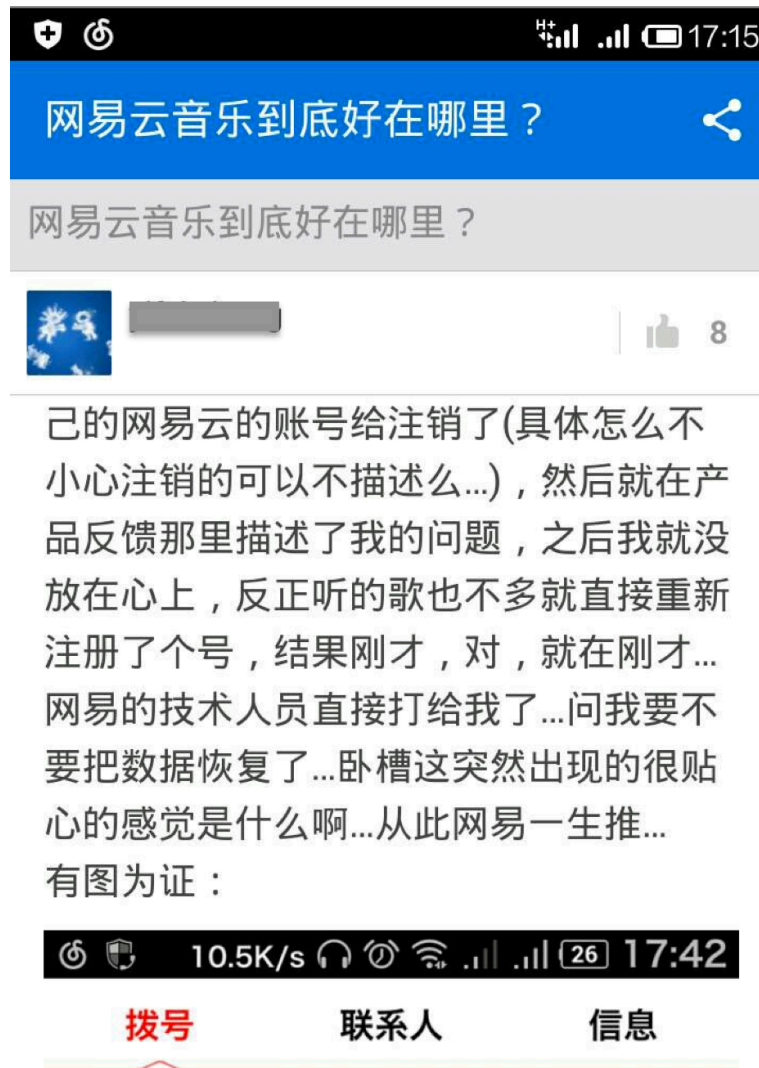 H+ 17:15
网易云音乐到底好在哪里？
网易云音乐到底好在哪里？
8
己的网易云的账号给注销了(具体怎么不
小心注销的可以不描述么...)，然后就在产
品反馈那里描述了我的问题，之后我就没
放在心上，反正听的歌也不多就直接重新
注册了个号，结果刚才，对，就在刚才...
网易的技术人员直接打给我了...问我要不
要把数据恢复了...卧槽这突然出现的很贴
心的感觉是什么啊...从此网易一生推...
有图为证：
10.5K/s 26 17:42
拨号 联系人 信息